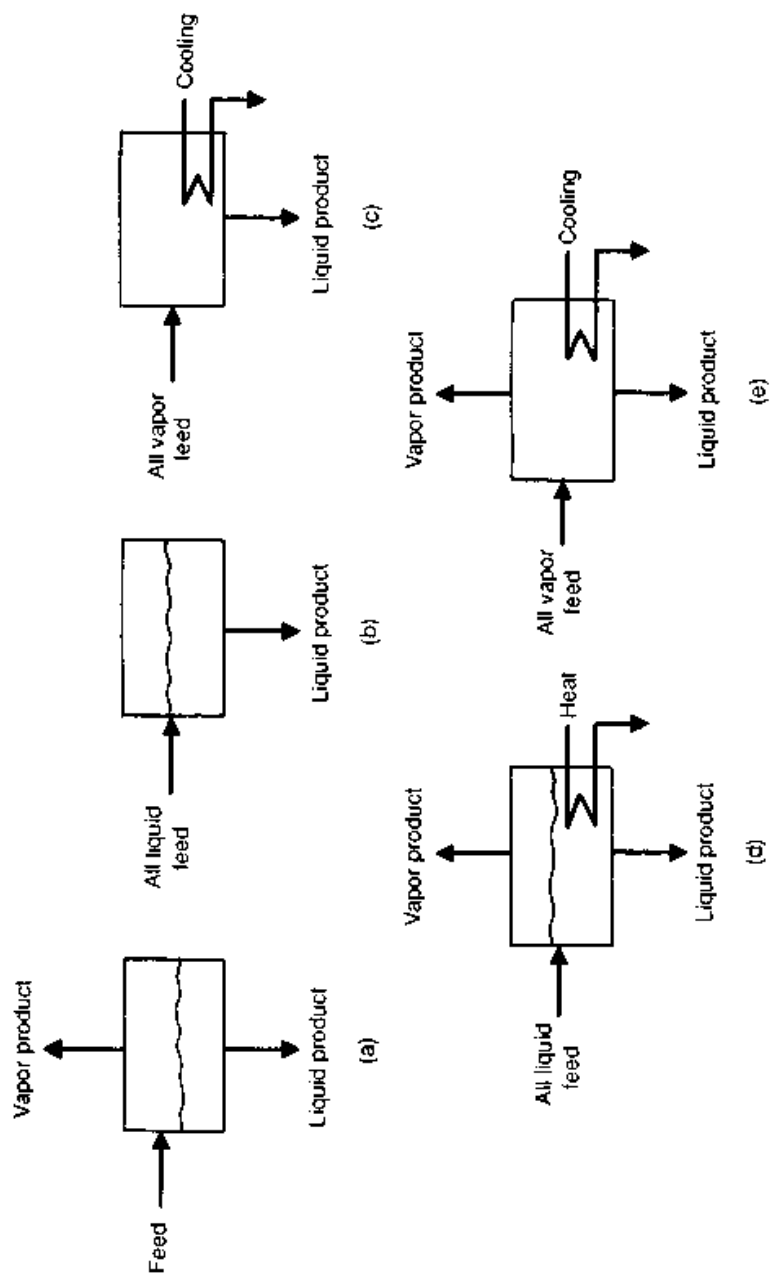 Vapor product
Feed
Liquid product
(a)
All liquid
feed
Liquid product
(b)
All vapor
feed
Cooling
Liquid product
(c)
Vapor product
All liquid
feed
Heat
Liquid product
(d)
Vapor product
All vapor
feed
Cooling
Liquid product
(e)